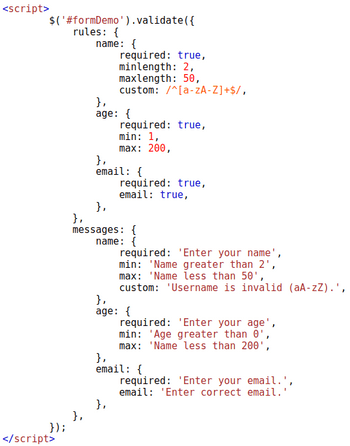 <script>
$('#formDemo').validate({
rules: {
name: {
required: true,
minlength: 2,
maxlength: 50,
custom: /^[a-zA-Z]+$/,
},
age: {
required: true,
min: 1,
max: 200,
},
email: {
required: true,
email: true,
},
},
messages: {
name: {
required: 'Enter your name',
min: 'Name greater than 2',
max: 'Name less than 50',
custom: 'Username is invalid (aA-zZ).',
},
age: {
required: 'Enter your age',
min: 'Age greater than 0',
max: 'Name less than 200',
},
email: {
required: 'Enter your email.',
email: 'Enter correct email.'
},
},
});
</script>